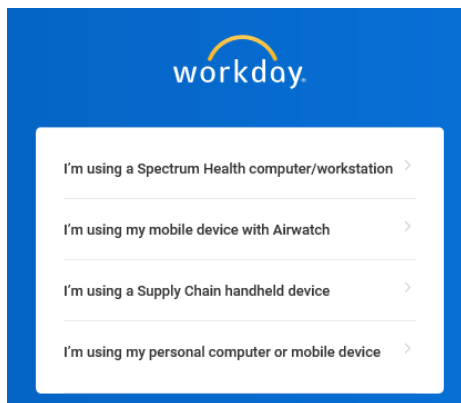 workday.
I'm using a Spectrum Health computer/workstation
I'm using my mobile device with Airwatch
I'm using a Supply Chain handheld device
I'm using my personal computer or mobile device